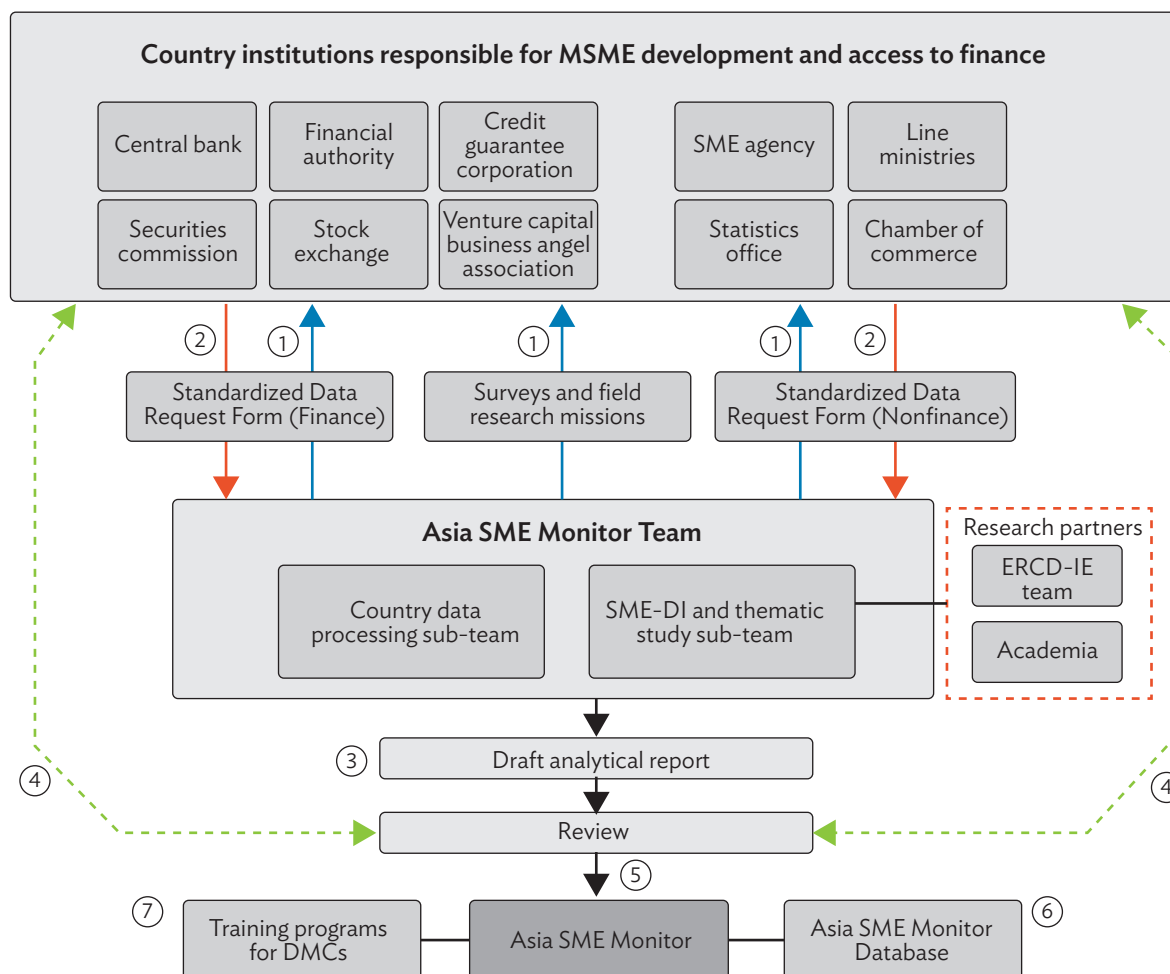 Country institutions responsible for MSME development and access to finance
Central bank
Financial
authority
Credit
guarantee
corporation
SME agency
Line
ministries
Securities
commission
Stock
exchange
Venture capital
business angel
association
Statistics
office
Chamber of
commerce
2
1
1
1
2
Standardized Data
Request Form (Finance)
Surveys and field
research missions
Standardized Data
Request Form (Nonfinance)
Asia SME Monitor Team
Country data
processing sub-team
SME-DI and thematic
study sub-team
Research partners
ERCD-IE
team
Academia
3
Draft analytical report
4
4
Review
5
7
Training programs
for DMCs
Asia SME Monitor
Asia SME Monitor
Database
6